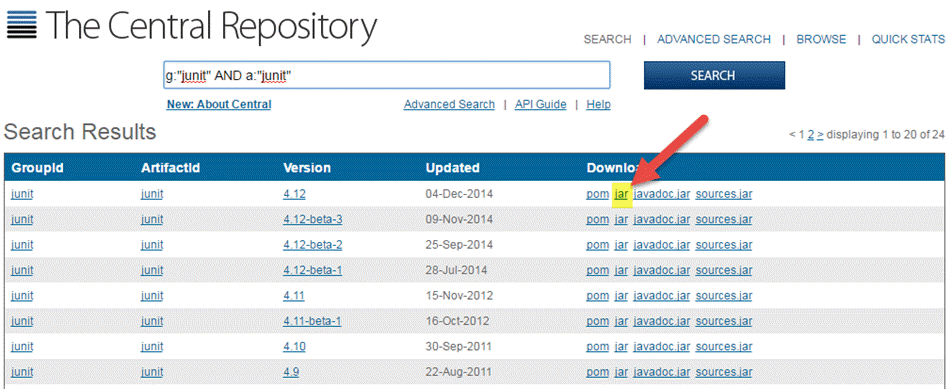 The Central Repository
SEARCH | ADVANCED SEARCH | BROWSE | QUICK STATS
g:"junit" AND a:"junit"
SEARCH
New: About Central Advanced Search | API Guide | Help
Search Results
< 1 2 > displaying 1 to 20 of 24
GroupId ArtifactId Version Updated Downloa
junit junit 4.12 04-Dec-2014 pom jar javadoc.jar sources.jar
junit junit 4.12-beta-3 09-Nov-2014 pom jar javadoc.jar sources.jar
junit junit 4.12-beta-2 25-Sep-2014 pom jar javadoc.jar sources.jar
junit junit 4.12-beta-1 28-Jul-2014 pom jar javadoc.jar sources.jar
junit junit 4.11 15-Nov-2012 pom jar javadoc.jar sources.jar
junit junit 4.11-beta-1 16-Oct-2012 pom jar javadoc.jar sources.jar
junit junit 4.10 30-Sep-2011 pom jar javadoc.jar sources.jar
junit junit 4.9 22-Aug-2011 pom jar javadoc.jar sources.jar